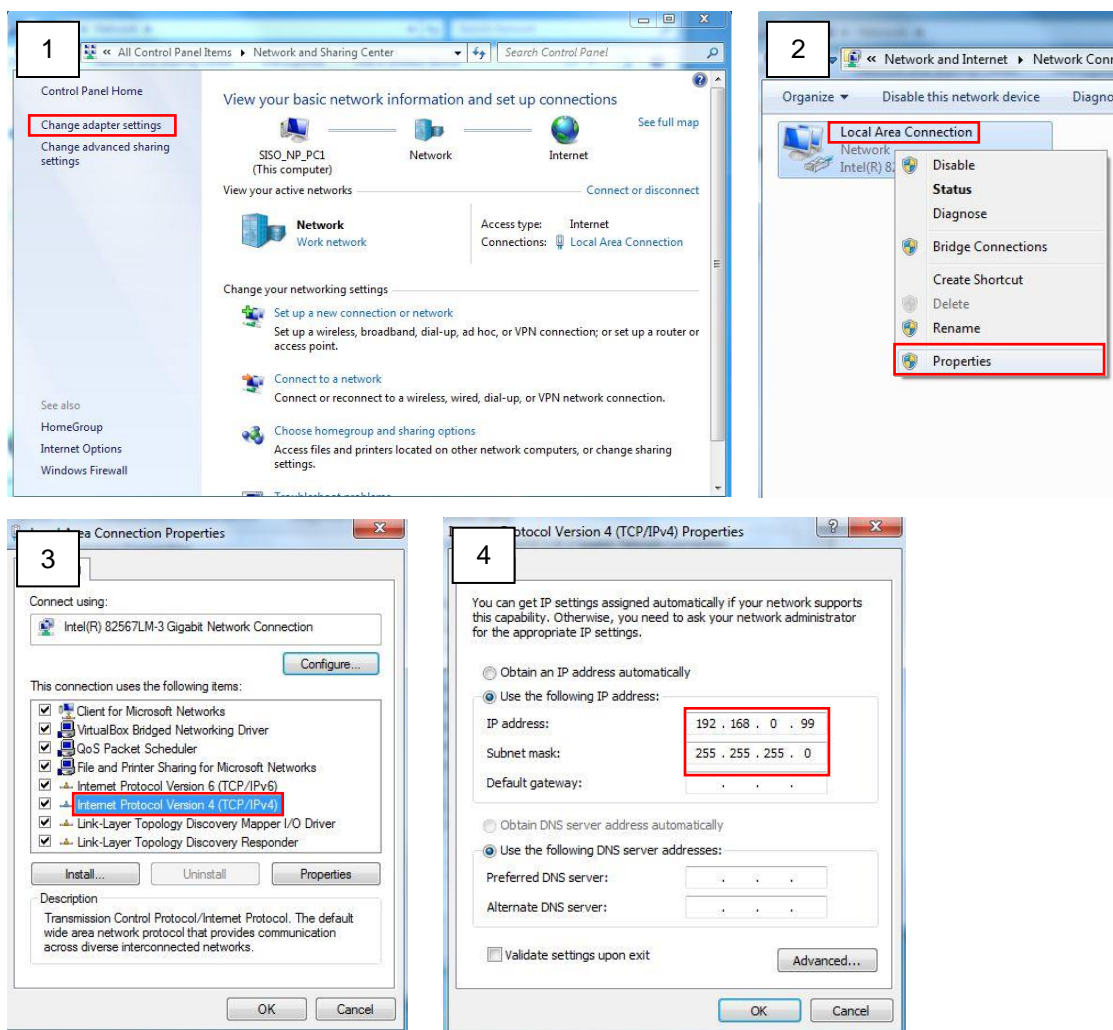 1
« All Control Panel Items ▸ Network and Sharing Center
Search Control Panel
Control Panel Home
Change adapter settings
Change advanced sharing
settings
See also
HomeGroup
Internet Options
Windows Firewall
View your basic network information and set up connections
See full map
SISO_NP_PC1
(This computer)
Network
Internet
View your active networks
Connect or disconnect
Network
Work network
Access type: Internet
Connections: Local Area Connection
Change your networking settings
Set up a new connection or network
Set up a wireless, broadband, dial-up, ad hoc, or VPN connection; or set up a router or
access point.
Connect to a network
Connect or reconnect to a wireless, wired, dial-up, or VPN network connection.
Choose homegroup and sharing options
Access files and printers located on other network computers, or change sharing
settings.
2
« Network and Internet ▸ Network Conn
Organize
Disable this network device
Diagno
Local Area Connection
Network
Intel(R) 8
Disable
Status
Diagnose
Bridge Connections
Create Shortcut
Delete
Rename
Properties
3
ea Connection Properties
Connect using:
Intel(R) 82567LM-3 Gigabit Network Connection
Configure...
This connection uses the following items:
Client for Microsoft Networks
VirtualBox Bridged Networking Driver
QoS Packet Scheduler
File and Printer Sharing for Microsoft Networks
Internet Protocol Version 6 (TCP/IPv6)
Internet Protocol Version 4 (TCP/IPv4)
Link-Layer Topology Discovery Mapper I/O Driver
Link-Layer Topology Discovery Responder
Install...
Uninstall
Properties
Description
Transmission Control Protocol/Internet Protocol. The default
wide area network protocol that provides communication
across diverse interconnected networks.
OK
Cancel
4
otocol Version 4 (TCP/IPv4) Properties
You can get IP settings assigned automatically if your network supports
this capability. Otherwise, you need to ask your network administrator
for the appropriate IP settings.
Obtain an IP address automatically
Use the following IP address:
IP address: 192 . 168 . 0 . 99
Subnet mask: 255 . 255 . 255 . 0
Default gateway: . . .
Obtain DNS server address automatically
Use the following DNS server addresses:
Preferred DNS server: . . .
Alternate DNS server: . . .
Validate settings upon exit
Advanced...
OK
Cancel